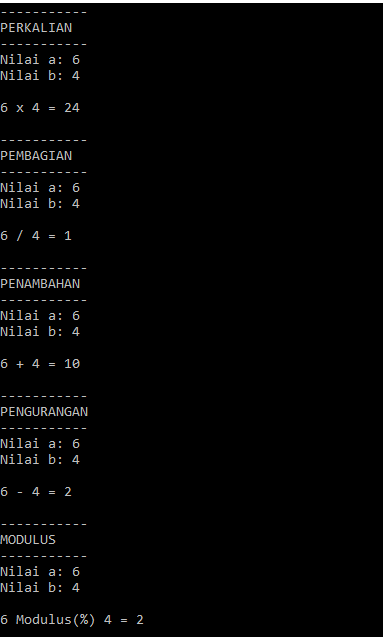 -----------
PERKALIAN
-----------
Nilai a: 6
Nilai b: 4
6 x 4 = 24
-----------
PEMBAGIAN
-----------
Nilai a: 6
Nilai b: 4
6 / 4 = 1
-----------
PENAMBAHAN
-----------
Nilai a: 6
Nilai b: 4
6 + 4 = 10
-----------
PENGURANGAN
-----------
Nilai a: 6
Nilai b: 4
6 - 4 = 2
-----------
MODULUS
-----------
Nilai a: 6
Nilai b: 4
6 Modulus(%) 4 = 2